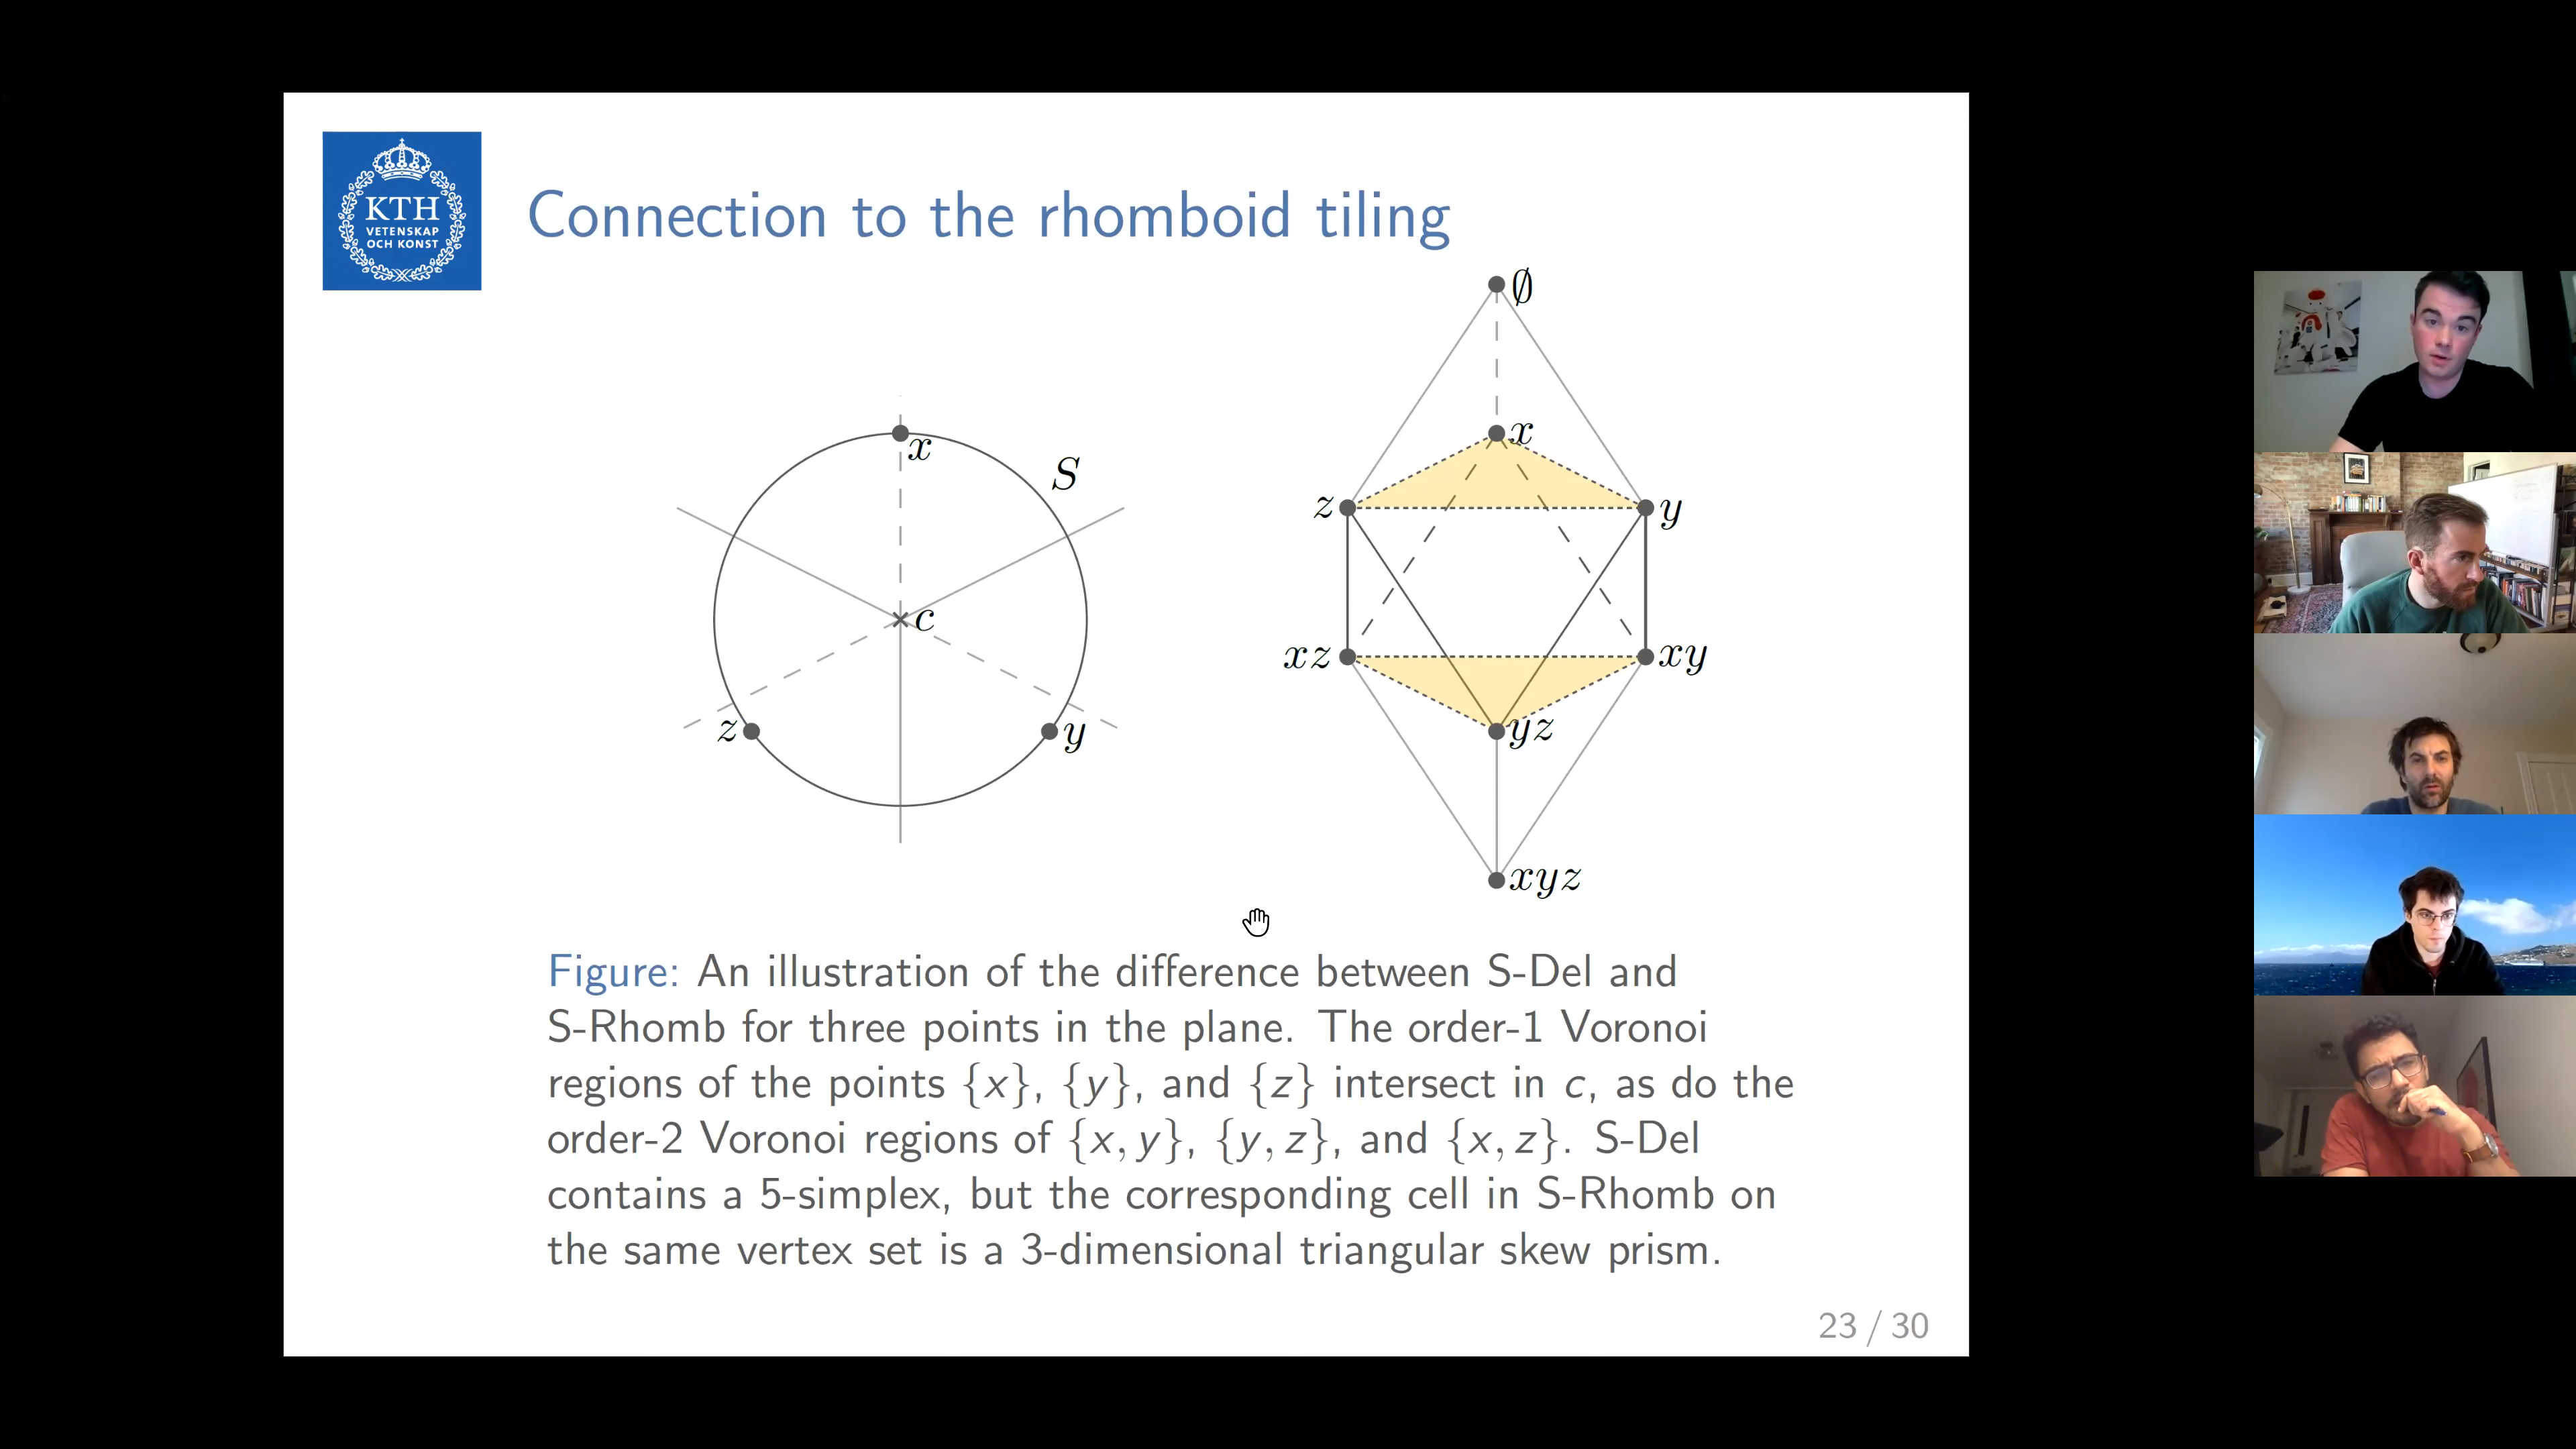 KTH
VETENSKAP
OCH KONST
Connection to the rhomboid tiling
x
S
c
z
y
∅
x
z
y
xz
xy
yz
xyz
Figure: An illustration of the difference between S-Del and
S-Rhomb for three points in the plane. The order-1 Voronoi
regions of the points {x}, {y}, and {z} intersect in c, as do the
order-2 Voronoi regions of {x, y}, {y, z}, and {x, z}. S-Del
contains a 5-simplex, but the corresponding cell in S-Rhomb on
the same vertex set is a 3-dimensional triangular skew prism.
23 / 30